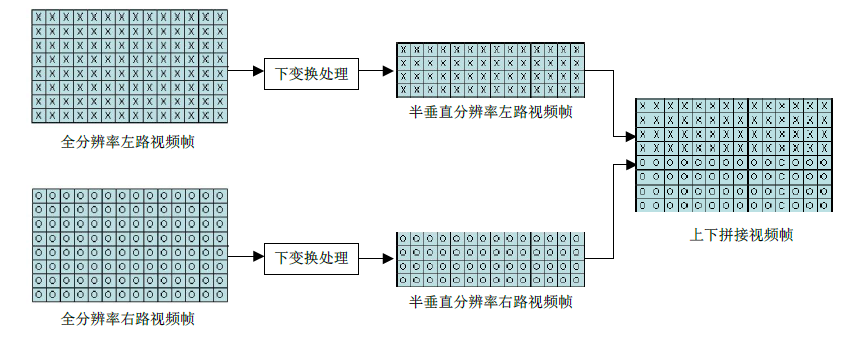 下变换处理
半垂直分辨率左路视频帧
全分辨率左路视频帧
上下拼接视频帧
下变换处理
半垂直分辨率右路视频帧
全分辨率右路视频帧